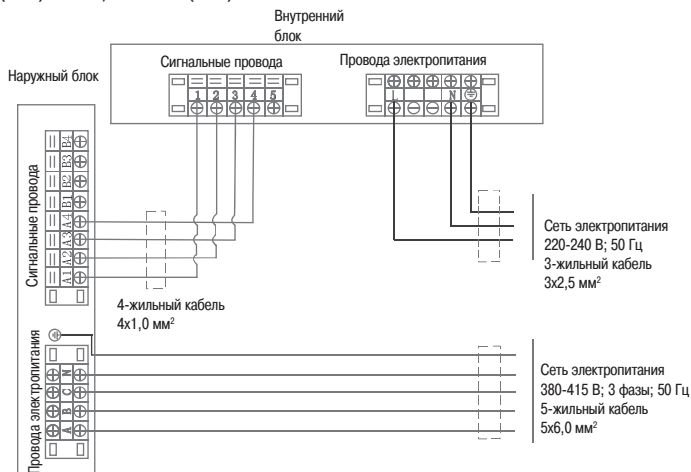 Внутренний
блок
Наружный блок
Сигнальные провода
Провода электропитания
1 2 3 4 5
L N
Сигнальные провода
B4
B3
B2
B1
A4
A3
A2
A1
4-жильный кабель
4x1,0 мм²
Сеть электропитания
220-240 В; 50 Гц
3-жильный кабель
3x2,5 мм²
Провода электропитания
N
C
B
A
Сеть электропитания
380-415 В; 3 фазы; 50 Гц
5-жильный кабель
5x6,0 мм²